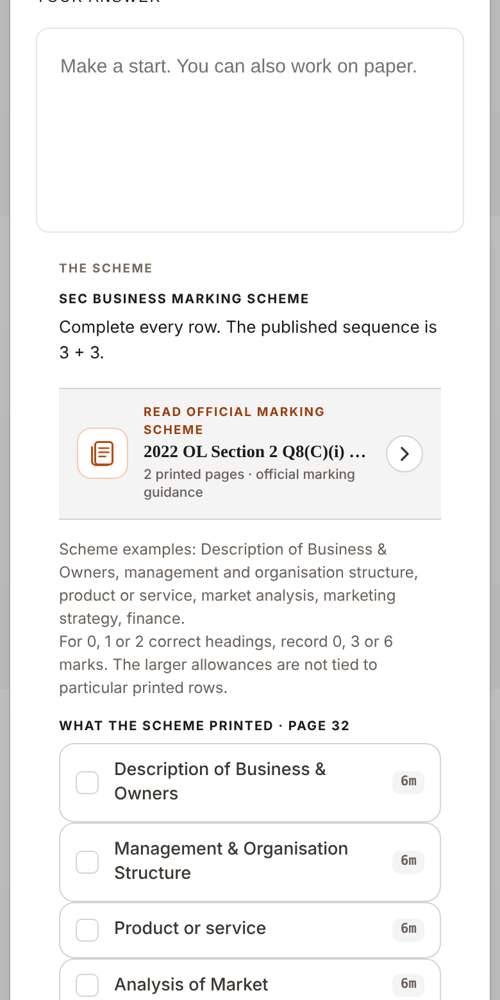 YOUR ANSWER
Make a start. You can also work on paper.
THE SCHEME
SEC BUSINESS MARKING SCHEME
Complete every row. The published sequence is
3 + 3.
READ OFFICIAL MARKING
SCHEME
2022 OL Section 2 Q8(C)(i) …
2 printed pages · official marking
guidance
Scheme examples: Description of Business &
Owners, management and organisation structure,
product or service, market analysis, marketing
strategy, finance.
For 0, 1 or 2 correct headings, record 0, 3 or 6
marks. The larger allowances are not tied to
particular printed rows.
WHAT THE SCHEME PRINTED · PAGE 32
Description of Business &
Owners
6m
Management & Organisation
Structure
6m
Product or service
6m
Analysis of Market
6m